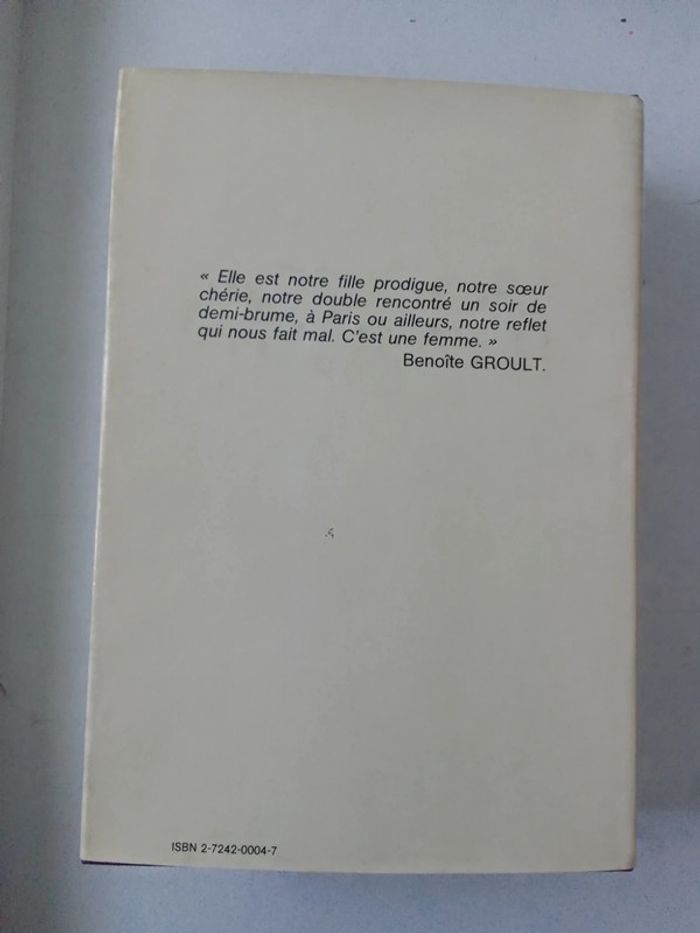 « Elle est notre fille prodigue, notre sœur
chérie, notre double rencontré un soir de
demi-brume, à Paris ou ailleurs, notre reflet
qui nous fait mal. C'est une femme. »
Benoîte GROULT.
ISBN 2-7242-0004-7